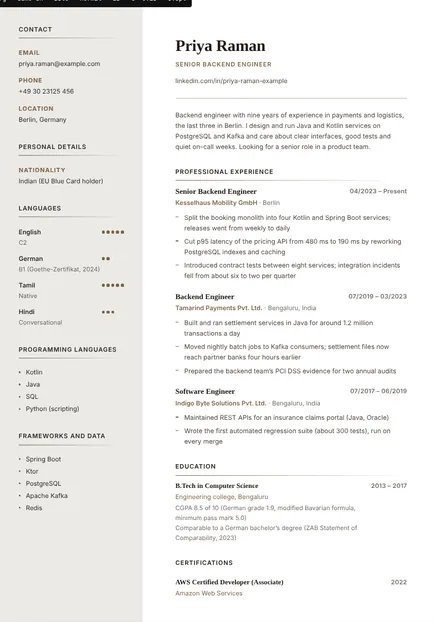 CONTACT
EMAIL
priya.raman@example.com
PHONE
+49 30 23125 456
LOCATION
Berlin, Germany
PERSONAL DETAILS
NATIONALITY
Indian (EU Blue Card holder)
LANGUAGES
English
C2
German
B1 (Goethe-Zertifikat, 2024)
Tamil
Native
Hindi
Conversational
PROGRAMMING LANGUAGES
Kotlin
Java
SQL
Python (scripting)
FRAMEWORKS AND DATA
Spring Boot
Ktor
PostgreSQL
Apache Kafka
Redis
Priya Raman
SENIOR BACKEND ENGINEER
linkedin.com/in/priya-raman-example
Backend engineer with nine years of experience in payments and logistics,
the last three in Berlin. I design and run Java and Kotlin services on
PostgreSQL and Kafka and care about clear interfaces, good tests and
quiet on-call weeks. Looking for a senior role in a product team.
PROFESSIONAL EXPERIENCE
Senior Backend Engineer 04/2023 – Present
Kesselhaus Mobility GmbH · Berlin
– Split the booking monolith into four Kotlin and Spring Boot services;
releases went from weekly to daily
– Cut p95 latency of the pricing API from 480 ms to 190 ms by reworking
PostgreSQL indexes and caching
– Introduced contract tests between eight services; integration incidents
fell from about six to two per quarter
Backend Engineer 07/2019 – 03/2023
Tamarind Payments Pvt. Ltd. · Bengaluru, India
– Built and ran settlement services in Java for around 1.2 million
transactions a day
– Moved nightly batch jobs to Kafka consumers; settlement files now
reach partner banks four hours earlier
– Prepared the backend team's PCI DSS evidence for two annual audits
Software Engineer 07/2017 – 06/2019
Indigo Byte Solutions Pvt. Ltd. · Bengaluru, India
– Maintained REST APIs for an insurance claims portal (Java, Oracle)
– Wrote the first automated regression suite (about 300 tests), run on
every merge
EDUCATION
B.Tech in Computer Science 2013 – 2017
Engineering college, Bengaluru
CGPA 8.5 of 10 (German grade 1.9, modified Bavarian formula,
minimum pass mark 5.0)
Comparable to a German bachelor's degree (ZAB Statement of
Comparability, 2023)
CERTIFICATIONS
AWS Certified Developer (Associate) 2022
Amazon Web Services